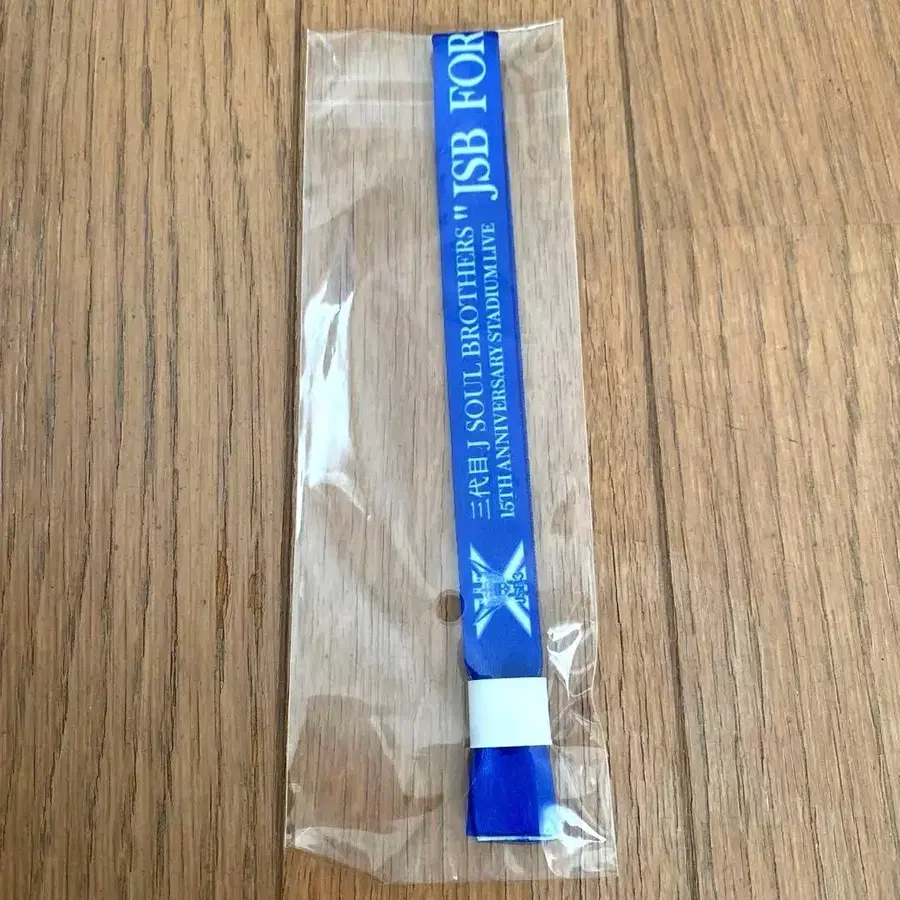 三代目 J SOUL BROTHERS "JSB FOR
15TH ANNIVERSARY STADIUM LIVE